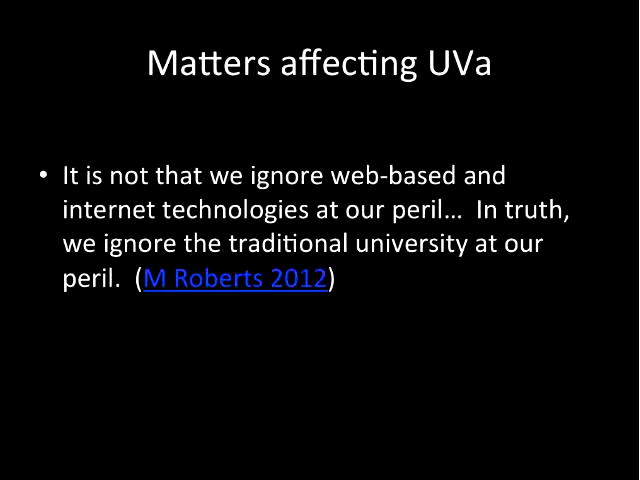 Matters affecting UVa
• It is not that we ignore web-based and
internet technologies at our peril… In truth,
we ignore the traditional university at our
peril. (M Roberts 2012)